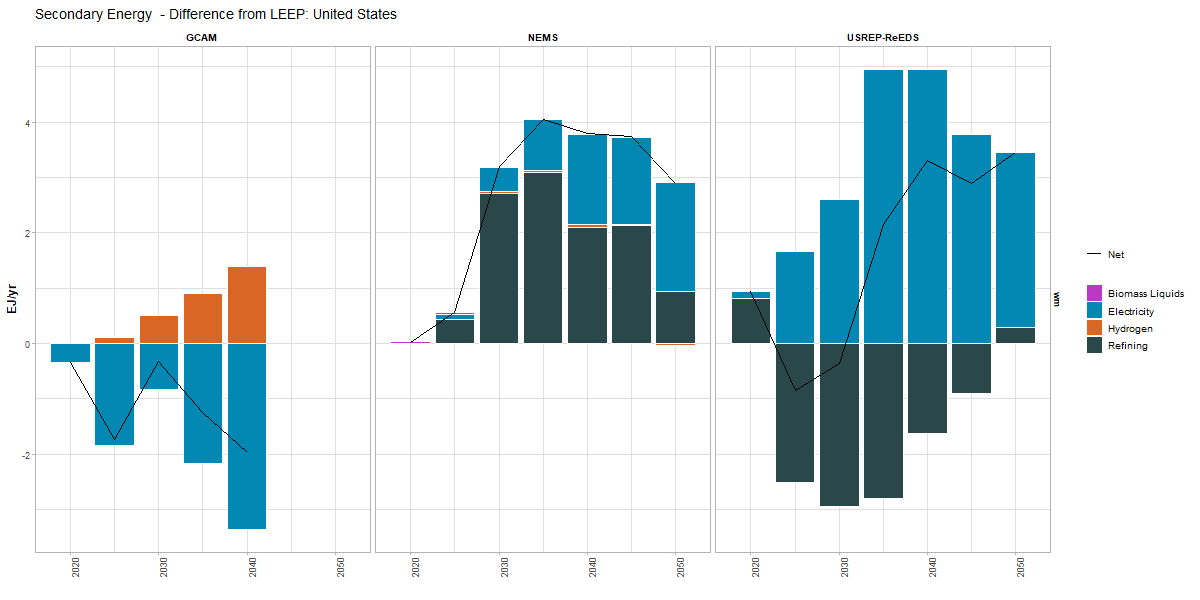 Secondary Energy  - Difference from LEEP: United States
GCAM
NEMS
USREP-ReEDS
EJ/yr
4
2
0
-2
2020
2030
2040
2050
2020
2030
2040
2050
2020
2030
2040
2050
wm
Net
Biomass Liquids
Electricity
Hydrogen
Refining